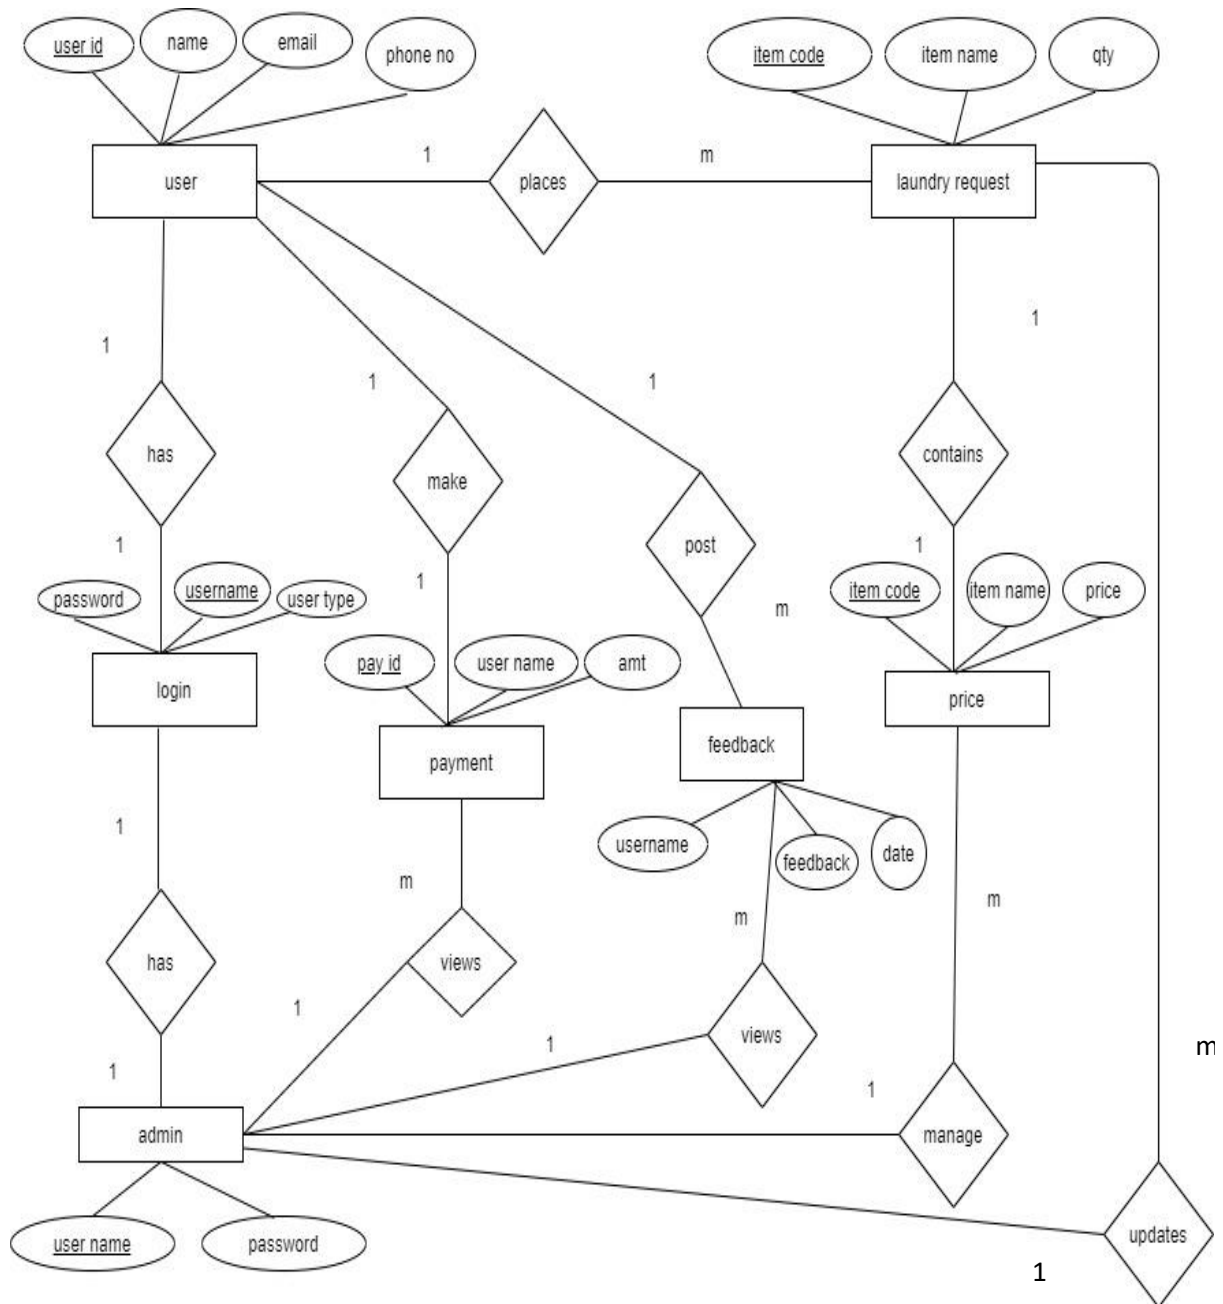 user id
name
email
phone no
item code
item name
qty
user
1
places
m
laundry request
1
1
1
1
has
make
post
contains
1
1
m
1
password
username
user type
pay id
user name
amt
item code
item name
price
login
payment
feedback
price
username
feedback
date
1
m
m
m
has
views
views
1
1
1
1
m
admin
manage
user name
password
updates
1